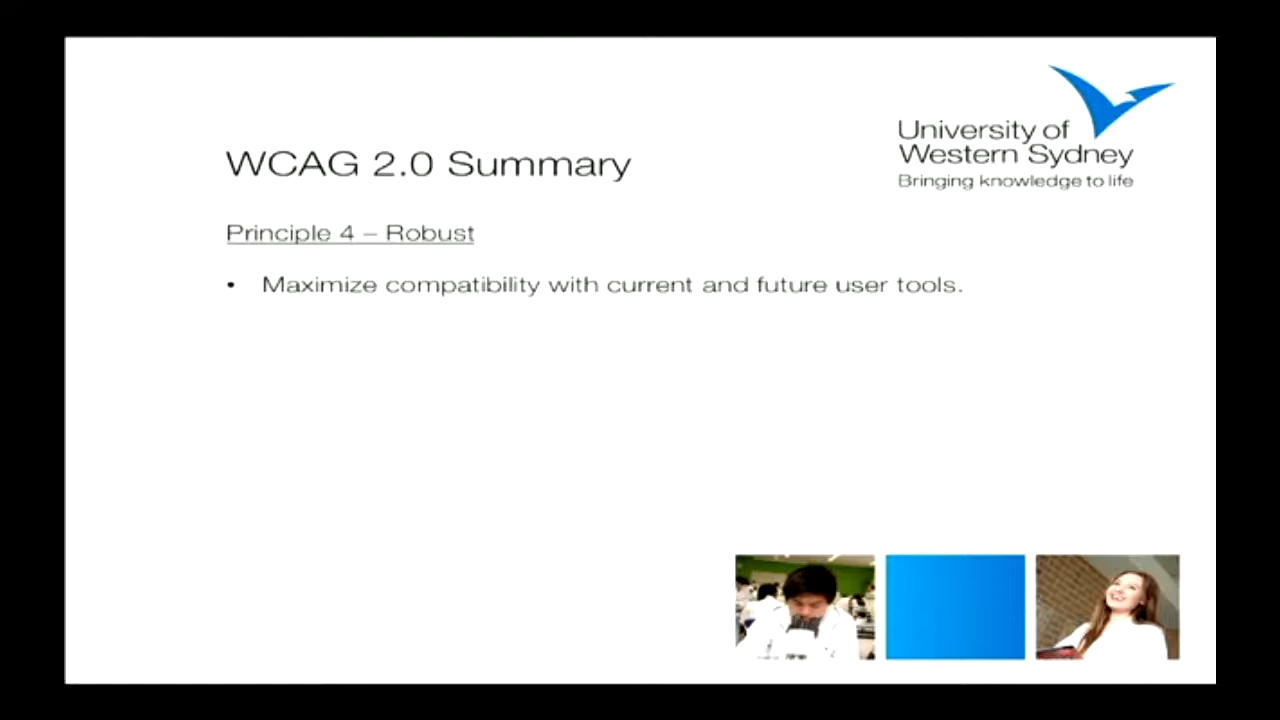 University of
Western Sydney
Bringing knowledge to life
WCAG 2.0 Summary
Principle 4 – Robust
• Maximize compatibility with current and future user tools.